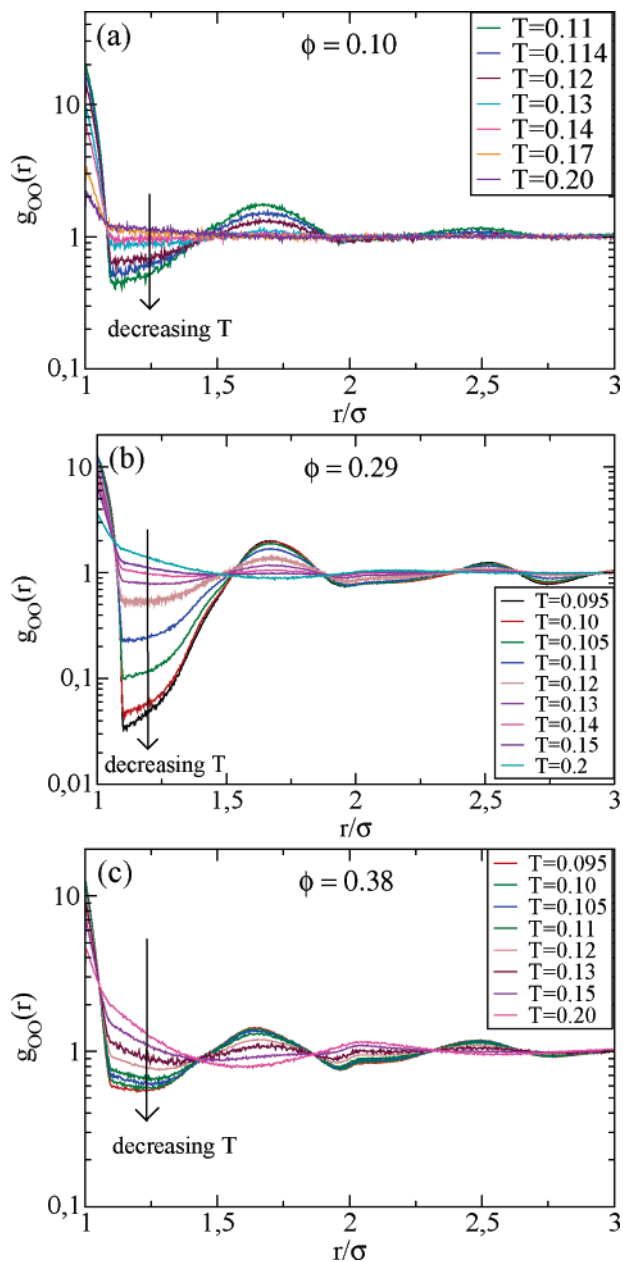 (a)
ϕ = 0.10
T=0.11
T=0.114
T=0.12
T=0.13
T=0.14
T=0.17
T=0.20
g_OO(r)
10
1
0,1
decreasing T
1 1,5 2 2,5 3
r/σ
(b)
ϕ = 0.29
g_OO(r)
10
1
0,1
0,01
T=0.095
T=0.10
T=0.105
T=0.11
T=0.12
T=0.13
T=0.14
T=0.15
T=0.2
decreasing T
1 1,5 2 2,5 3
r/σ
(c)
ϕ = 0.38
T=0.095
T=0.10
T=0.105
T=0.11
T=0.12
T=0.13
T=0.15
T=0.20
g_OO(r)
10
1
0,1
decreasing T
1 1,5 2 2,5 3
r/σ